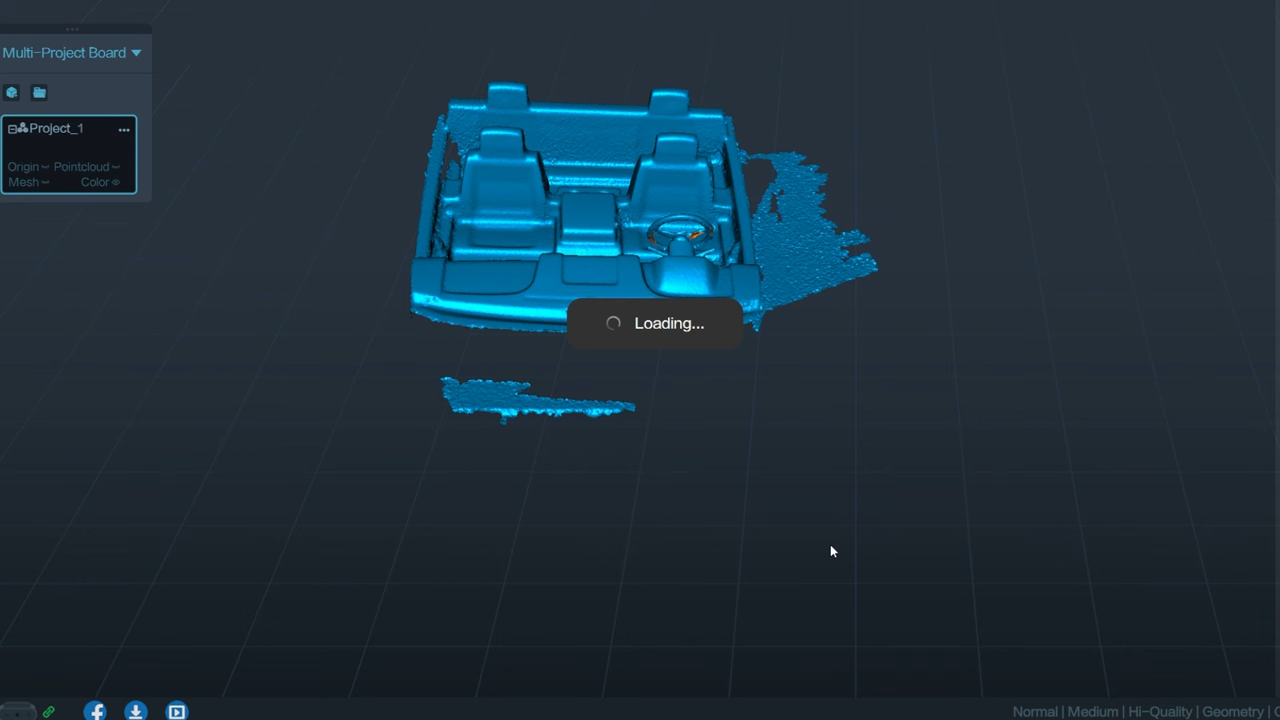 Multi-Project Board
Project_1
Origin Pointcloud
Mesh Color
Loading...
Normal | Medium | Hi-Quality | Geometry |